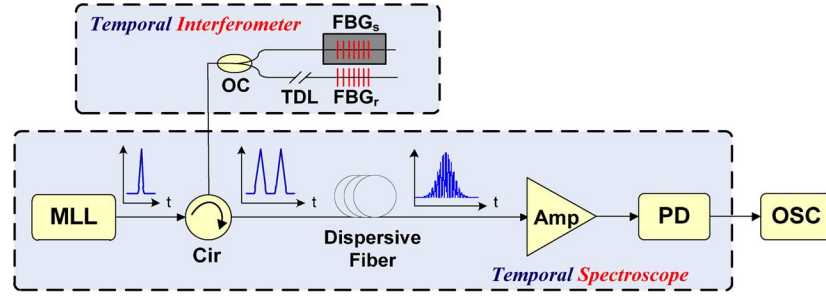 Temporal Interferometer
FBGs
OC
TDL
FBGr
t
t
t
MLL
Cir
Dispersive
Fiber
Amp
PD
OSC
Temporal Spectroscope